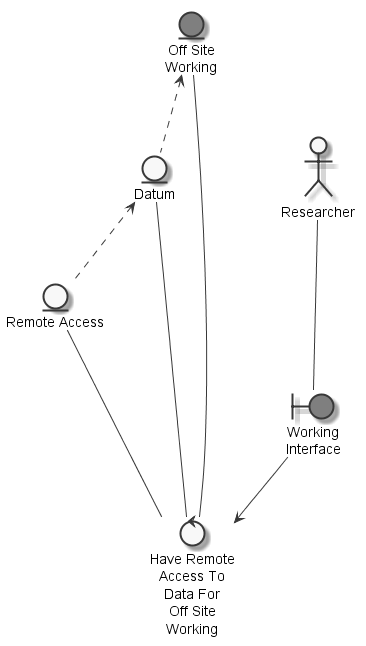 Off Site
Working
Datum
Researcher
Remote Access
Working
Interface
Have Remote
Access To
Data For
Off Site
Working